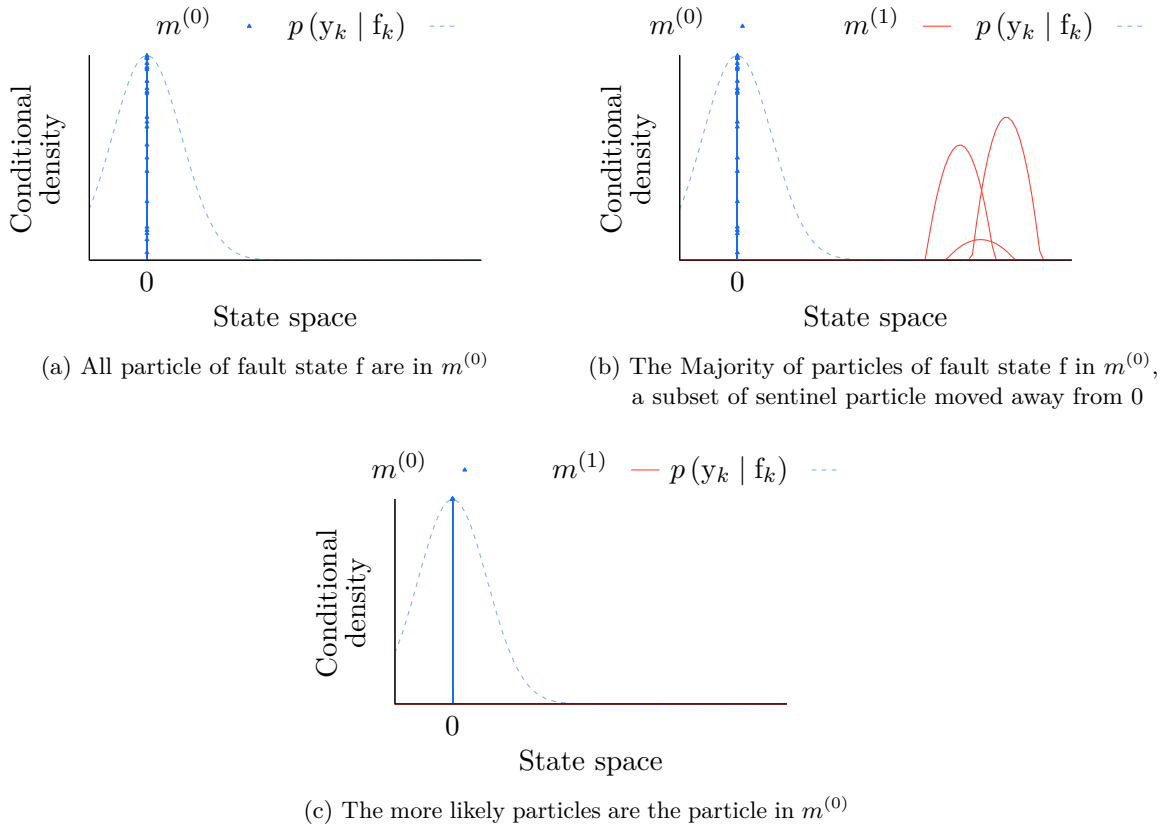 m^{(0)} p(y_k | f_k)
Conditional
density
0
State space
(a) All particle of fault state f are in m^{(0)}
m^{(0)} m^{(1)} p(y_k | f_k)
Conditional
density
0
State space
(b) The Majority of particles of fault state f in m^{(0)},
a subset of sentinel particle moved away from 0
m^{(0)} m^{(1)} p(y_k | f_k)
Conditional
density
0
State space
(c) The more likely particles are the particle in m^{(0)}